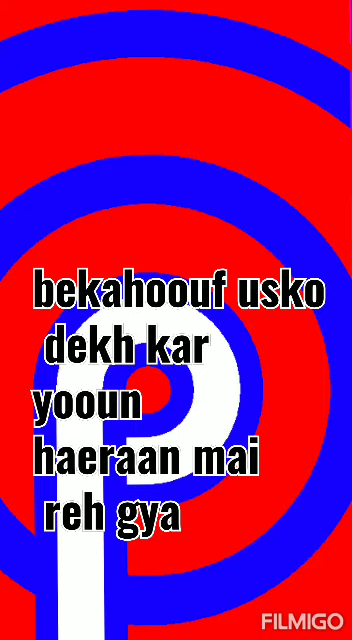 bekahoouf usko
dekh kar
yooun
haeraan mai
reh gya
FILMIGO